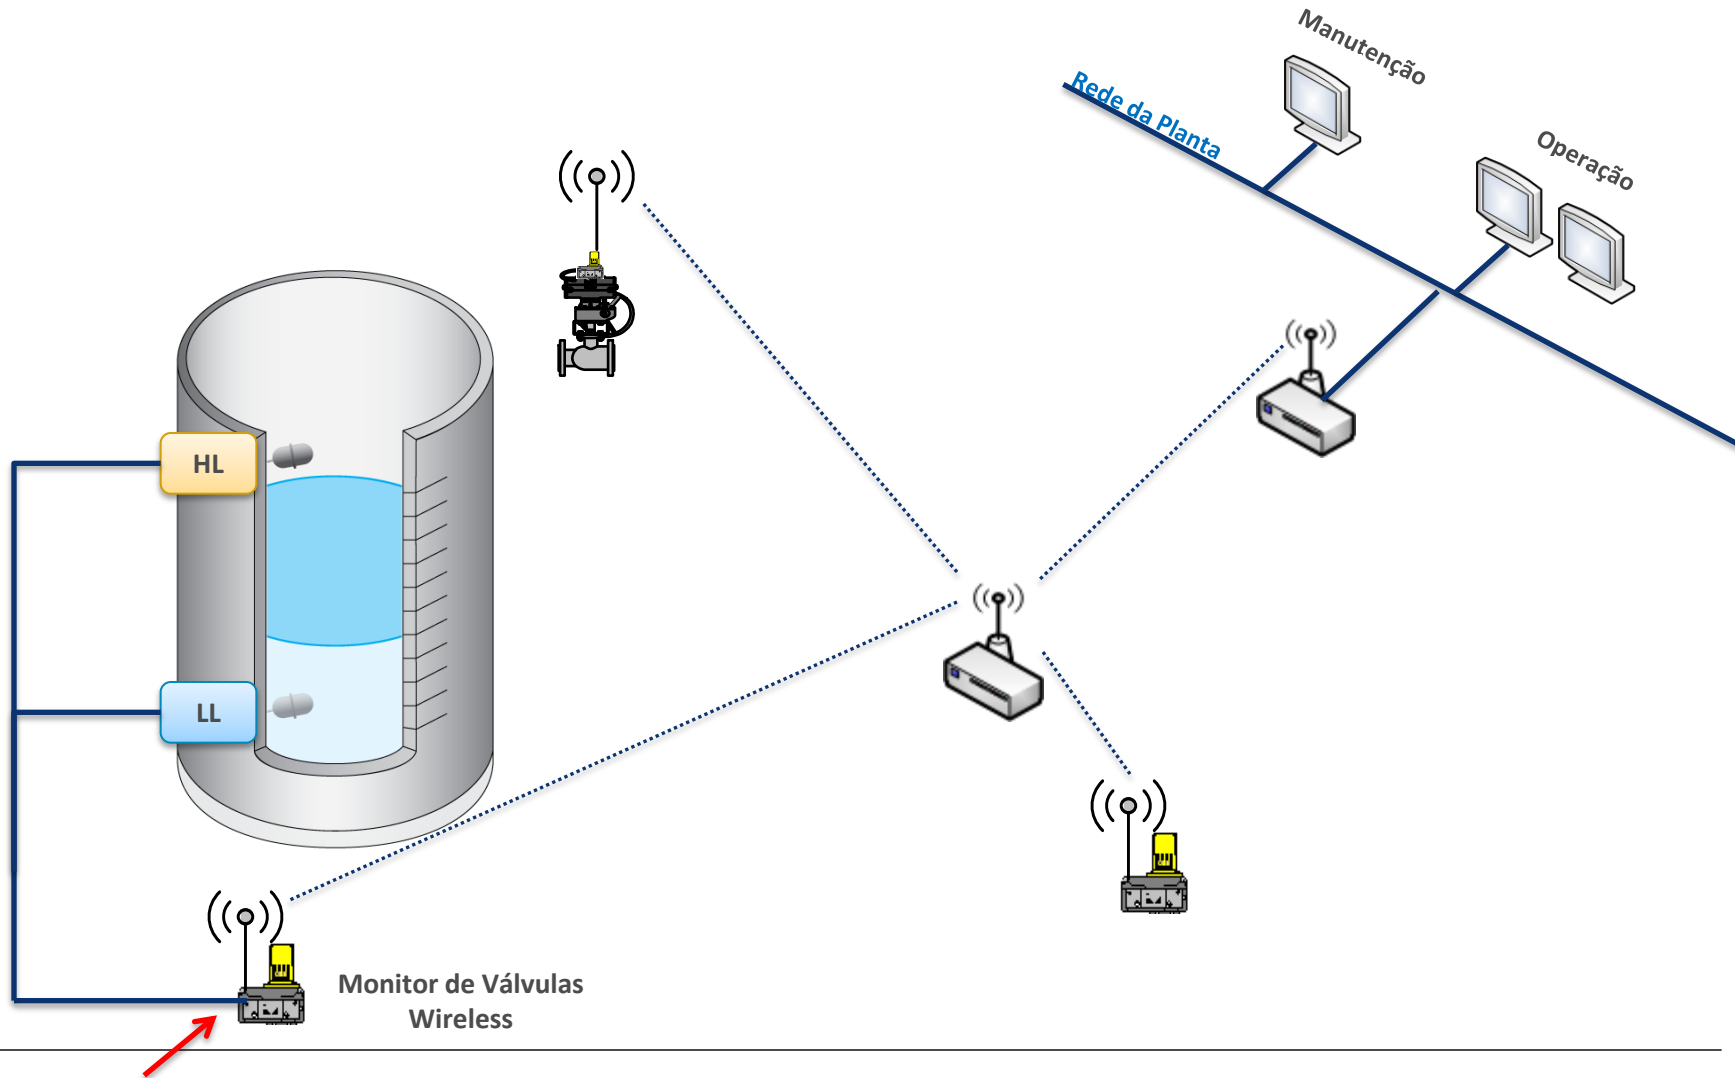 Manutenção
Rede da Planta
Operação
HL
LL
Monitor de Válvulas
Wireless